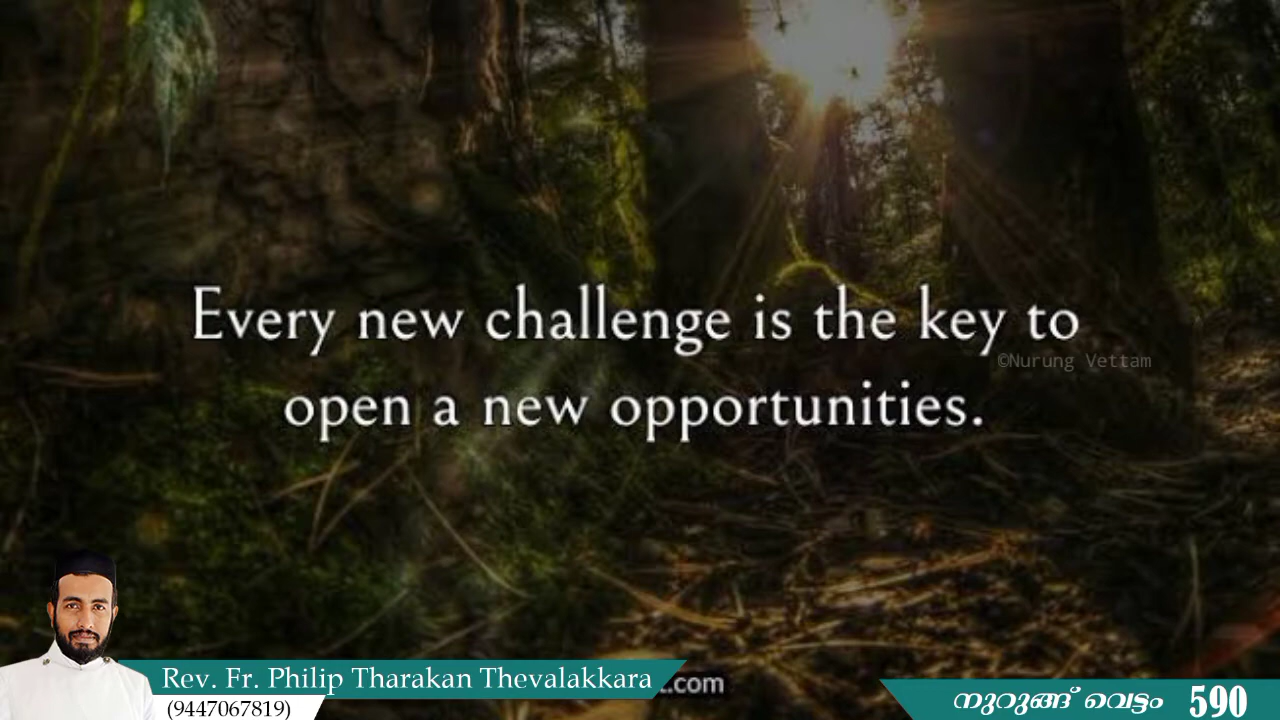 Every new challenge is the key to
©Nurung Vettam
open a new opportunities.
Rev. Fr. Philip Tharakan Thevalakkara
.com
(9447067819)
നുറുങ്ങ് വെട്ടം 590